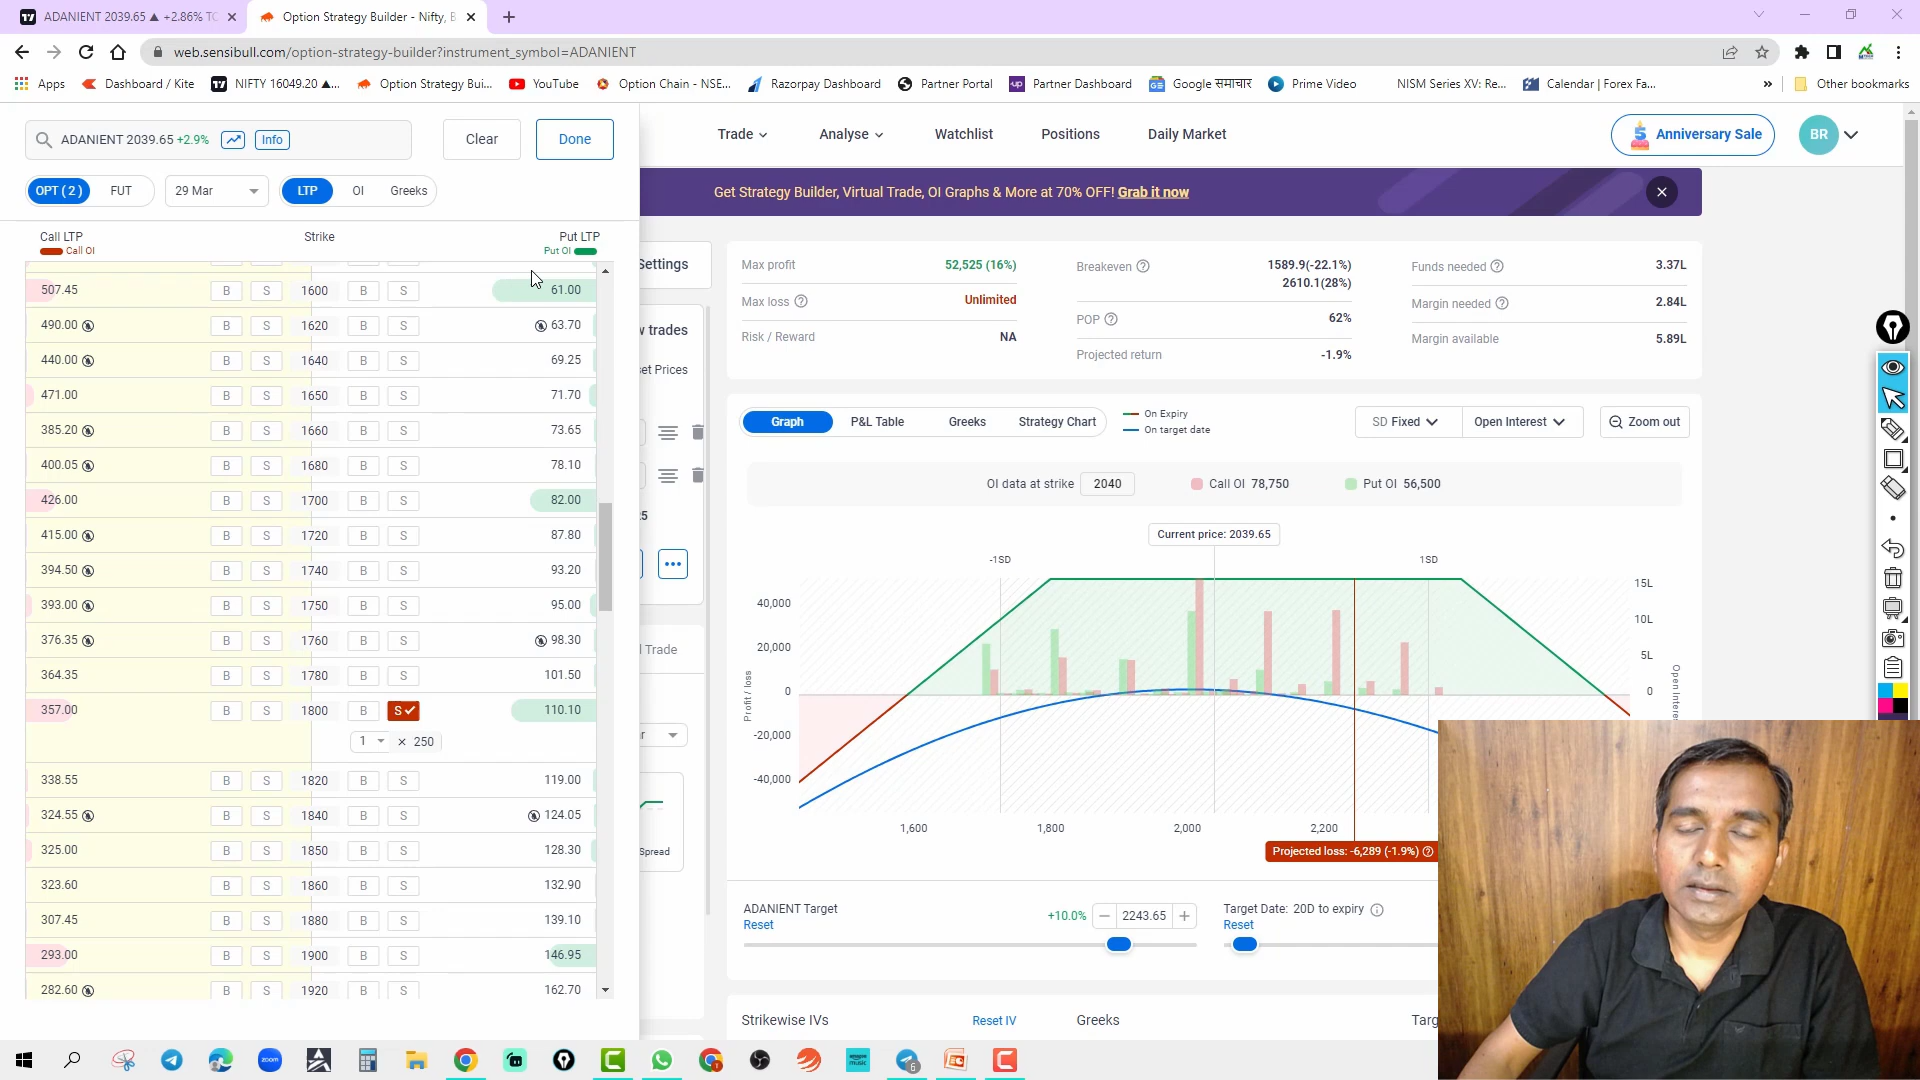 ADANIENT 2039.65 ▲ +2.86% TC
Option Strategy Builder - Nifty, B
web.sensibull.com/option-strategy-builder?instrument_symbol=ADANIENT
Apps
Dashboard / Kite
NIFTY 16049.20 ▲...
Option Strategy Bui...
YouTube
Option Chain - NSE...
Razorpay Dashboard
Partner Portal
Partner Dashboard
Google समाचार
Prime Video
NISM Series XV: Re...
Calendar | Forex Fa...
»
Other bookmarks
ADANIENT 2039.65 +2.9%
Info
Clear
Done
Trade
Analyse
Watchlist
Positions
Daily Market
Anniversary Sale
BR
OPT ( 2 )
FUT
29 Mar
LTP
OI
Greeks
Get Strategy Builder, Virtual Trade, OI Graphs & More at 70% OFF! Grab it now
Call LTP
Strike
Put LTP
Call OI
Put OI
507.45 B S 1600 B S 61.00
490.00 B S 1620 B S 63.70
440.00 B S 1640 B S 69.25
471.00 B S 1650 B S 71.70
385.20 B S 1660 B S 73.65
400.05 B S 1680 B S 78.10
426.00 B S 1700 B S 82.00
415.00 B S 1720 B S 87.80
394.50 B S 1740 B S 93.20
393.00 B S 1750 B S 95.00
376.35 B S 1760 B S 98.30
364.35 B S 1780 B S 101.50
357.00 1800 B S 110.10
1 × 250
338.55 B S 1820 B S 119.00
324.55 B S 1840 B S 124.05
325.00 B S 1850 B S 128.30
323.60 B S 1860 B S 132.90
307.45 B S 1880 B S 139.10
293.00 B S 1900 B S 146.95
282.60 B S 1920 B S 162.70
Settings
w trades
set Prices
Trade
Spread
Max profit 52,525 (16%)
Max loss Unlimited
Risk / Reward NA
Breakeven 1589.9(-22.1%)
2610.1(28%)
POP 62%
Projected return -1.9%
Funds needed 3.37L
Margin needed 2.84L
Margin available 5.89L
Graph
P&L Table
Greeks
Strategy Chart
On Expiry
On target date
SD Fixed
Open Interest
Zoom out
OI data at strike 2040
Call OI 78,750
Put OI 56,500
Current price: 2039.65
-1SD
1SD
40,000
20,000
0
-20,000
-40,000
Profit / loss
15L
10L
5L
0
Open Interes
1,600
1,800
2,000
2,200
Projected loss: -6,289 (-1.9%)
ADANIENT Target
Reset
+10.0%
2243.65
Target Date: 20D to expiry
Reset
Strikewise IVs
Reset IV
Greeks
Targ
zoom